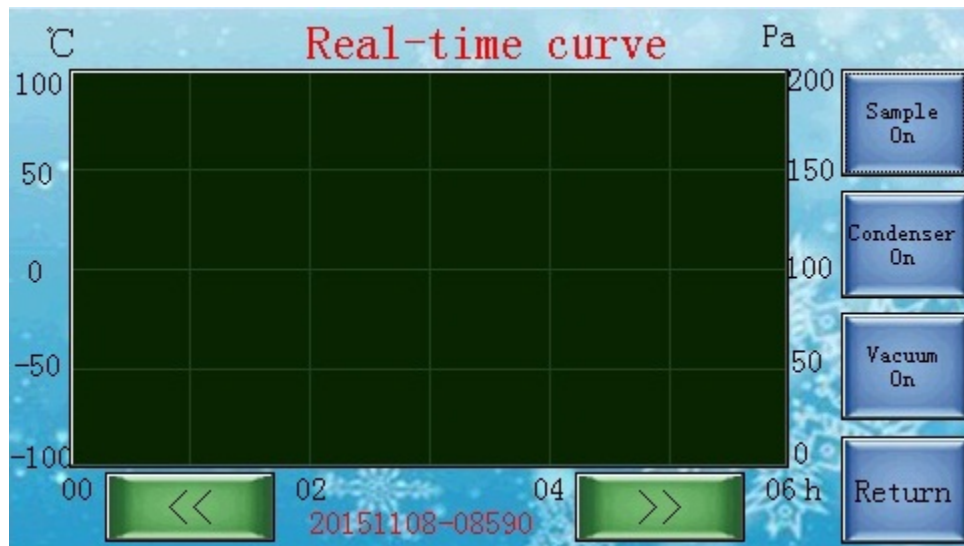 ℃
Real-time curve
Pa
100
50
0
-50
-100
200
150
100
50
0
00
02
04
06 h
<<
>>
20151108-08590
Sample
On
Condenser
On
Vacuum
On
Return